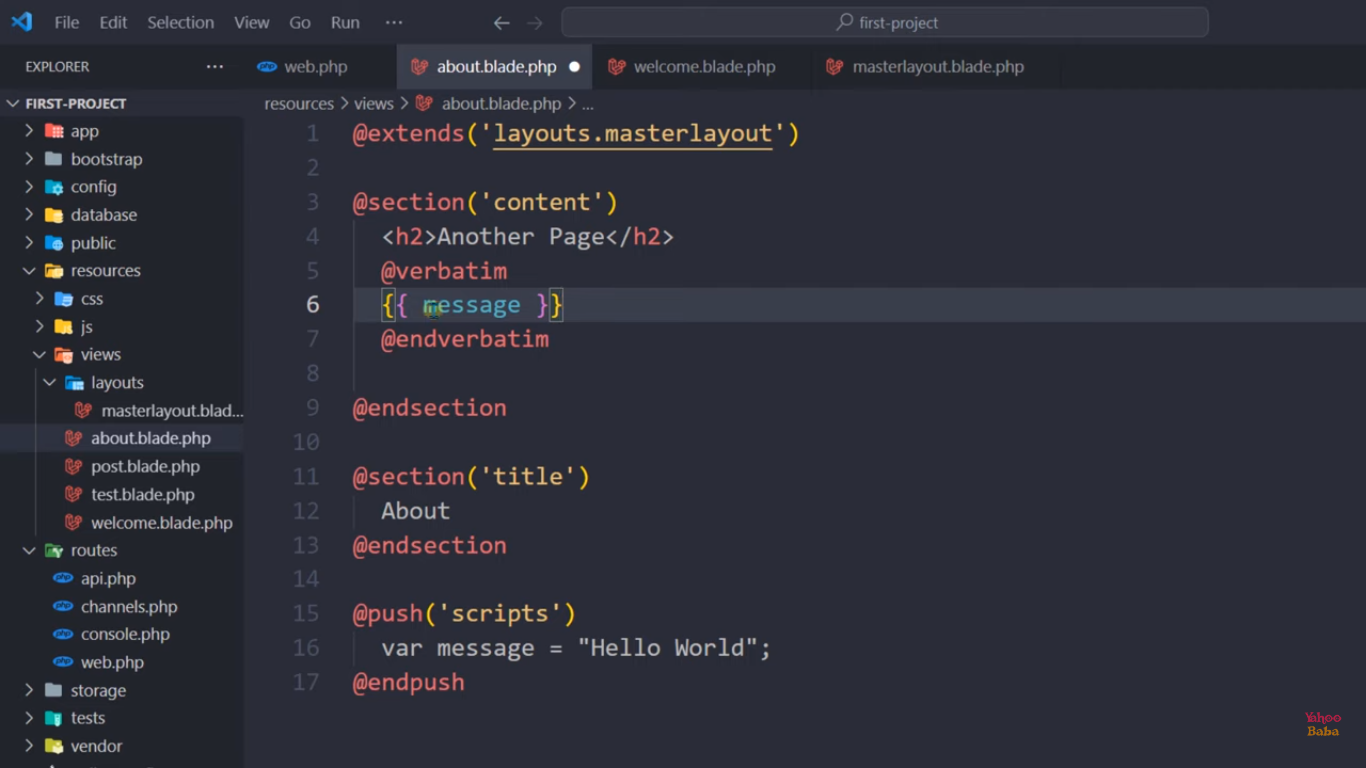 File Edit Selection View Go Run ···
first-project
EXPLORER ···
web.php about.blade.php welcome.blade.php masterlayout.blade.php
FIRST-PROJECT
resources > views > about.blade.php > ...
app
bootstrap
config
database
public
resources
css
js
views
layouts
masterlayout.blad...
about.blade.php
post.blade.php
test.blade.php
welcome.blade.php
routes
api.php
channels.php
console.php
web.php
storage
tests
vendor
1 @extends('layouts.masterlayout')
2
3 @section('content')
4 <h2>Another Page</h2>
5 @verbatim
6 {{ message }}
7 @endverbatim
8
9 @endsection
10
11 @section('title')
12 About
13 @endsection
14
15 @push('scripts')
16 var message = "Hello World";
17 @endpush
Yahoo
Baba